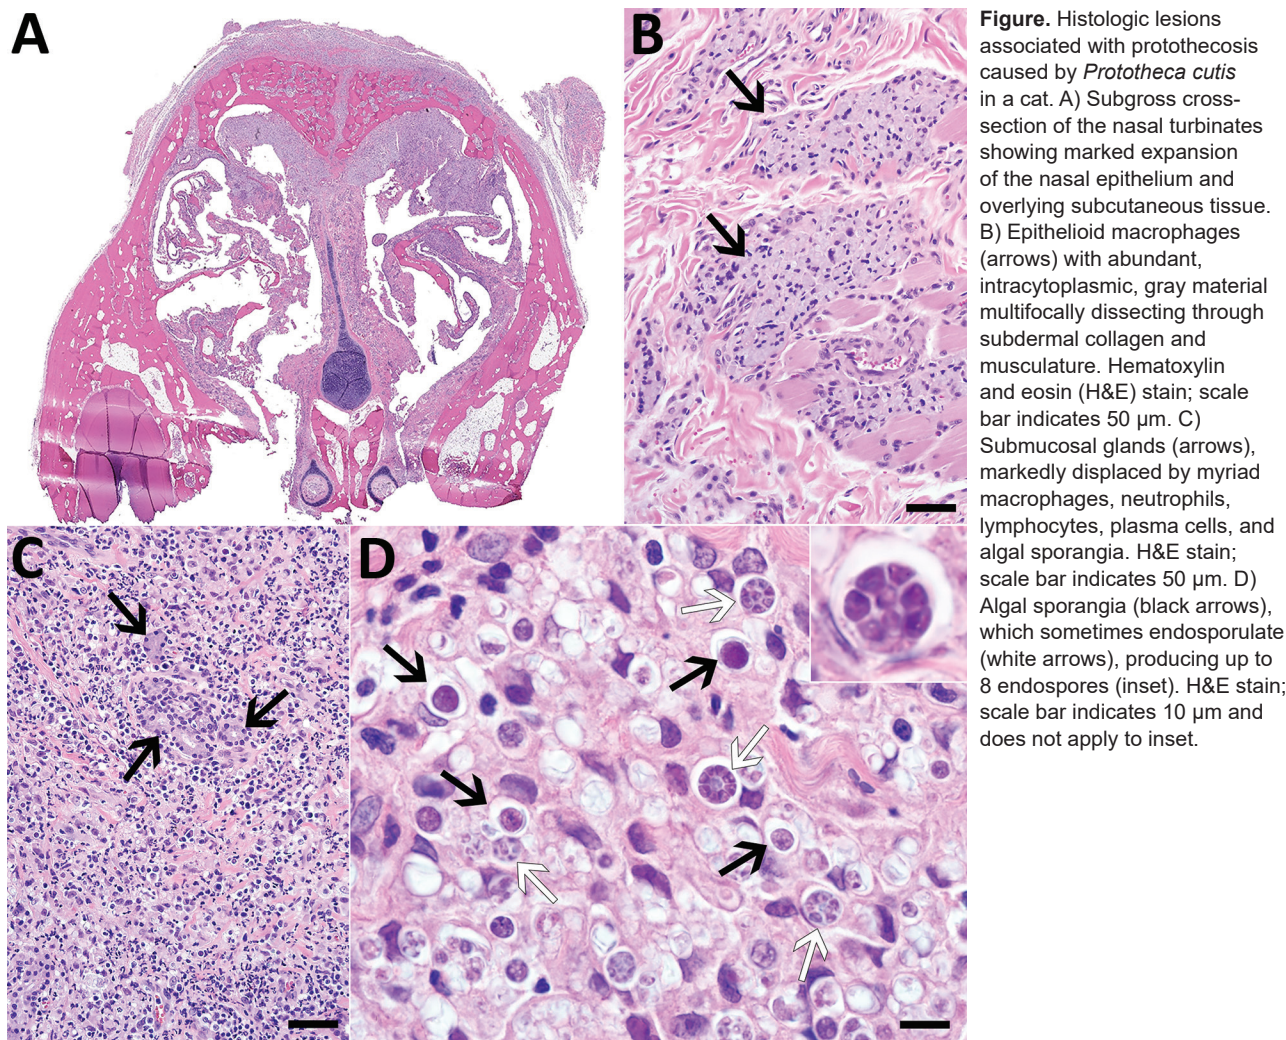 A
B
C
D
Figure. Histologic lesions
associated with protothecosis
caused by Prototheca cutis
in a cat. A) Subgross cross-
section of the nasal turbinates
showing marked expansion
of the nasal epithelium and
overlying subcutaneous tissue.
B) Epithelioid macrophages
(arrows) with abundant,
intracytoplasmic, gray material
multifocally dissecting through
subdermal collagen and
musculature. Hematoxylin
and eosin (H&E) stain; scale
bar indicates 50 µm. C)
Submucosal glands (arrows),
markedly displaced by myriad
macrophages, neutrophils,
lymphocytes, plasma cells, and
algal sporangia. H&E stain;
scale bar indicates 50 µm. D)
Algal sporangia (black arrows),
which sometimes endosporulate
(white arrows), producing up to
8 endospores (inset). H&E stain;
scale bar indicates 10 µm and
does not apply to inset.